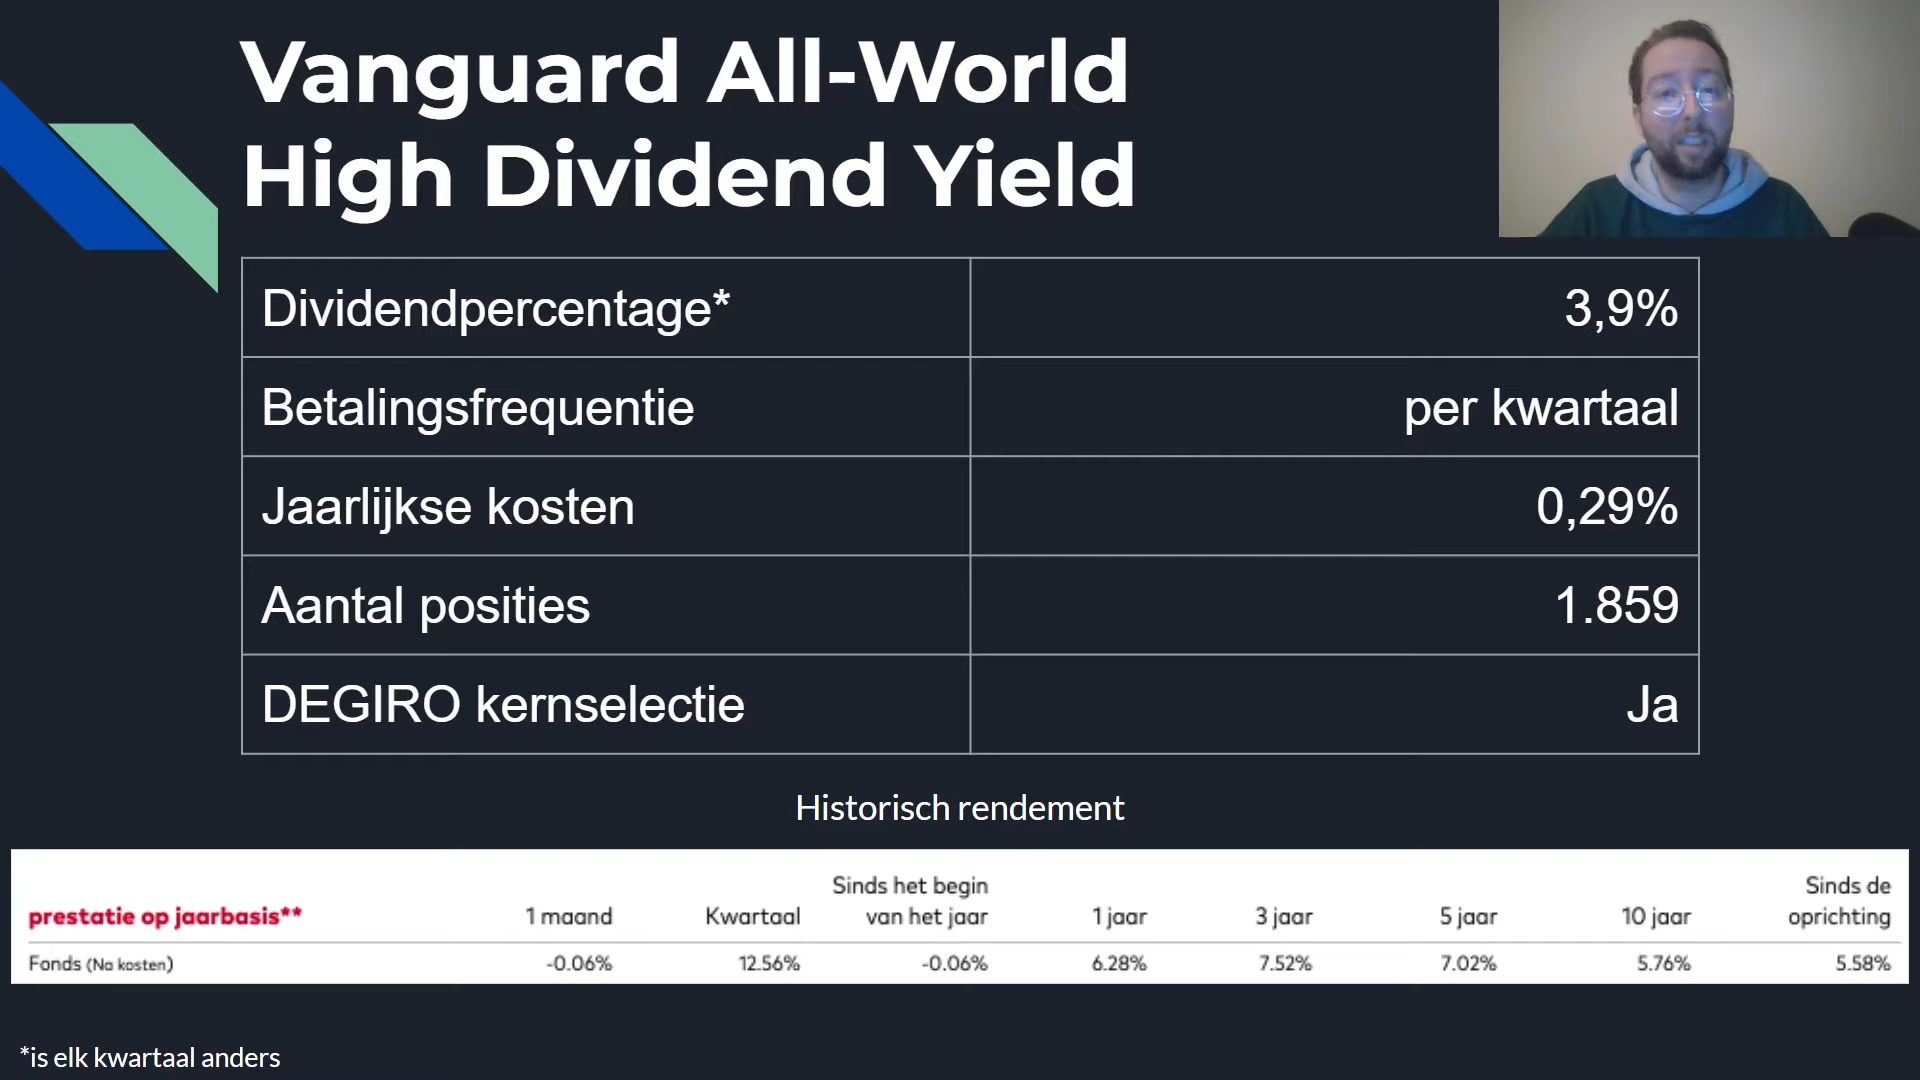 Vanguard All-World
High Dividend Yield
Dividendpercentage* 3,9%
Betalingsfrequentie per kwartaal
Jaarlijkse kosten 0,29%
Aantal posities 1.859
DEGIRO kernselectie Ja
Historisch rendement
Sinds het begin Sinds de
prestatie op jaarbasis** 1 maand Kwartaal van het jaar 1 jaar 3 jaar 5 jaar 10 jaar oprichting
Fonds (Na kosten) -0.06% 12.56% -0.06% 6.28% 7.52% 7.02% 5.76% 5.58%
*is elk kwartaal anders